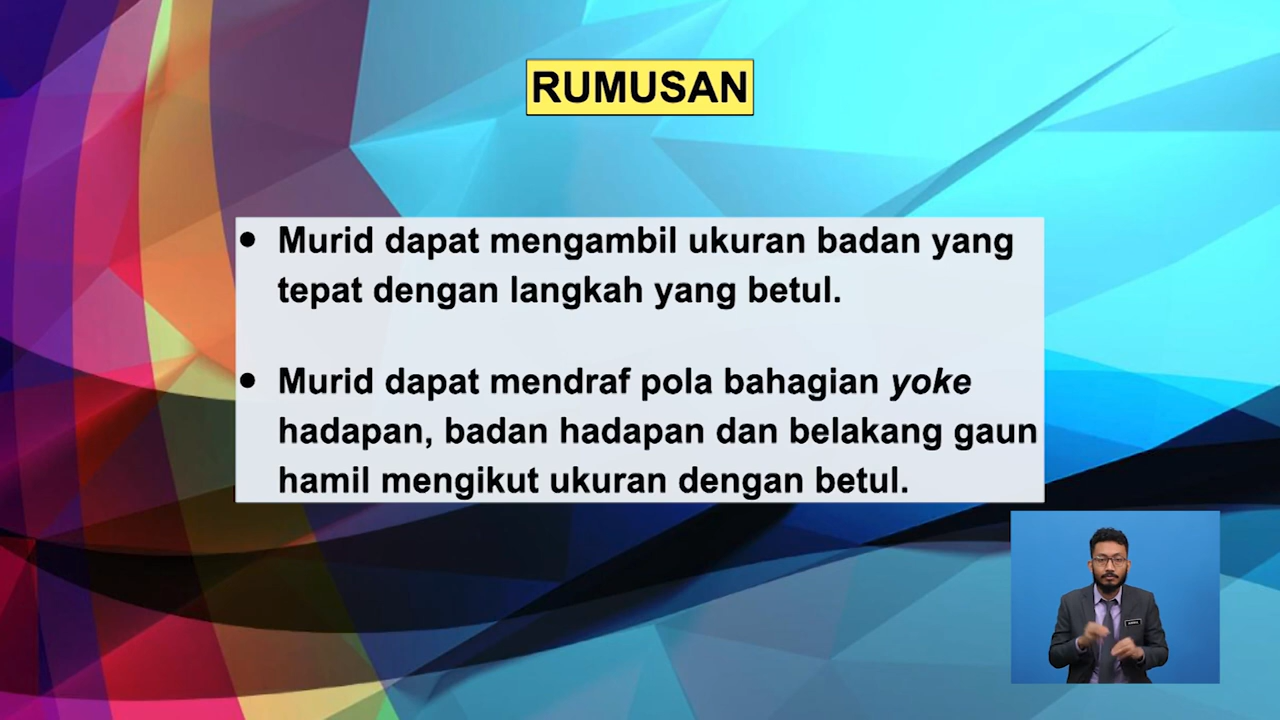 RUMUSAN
• Murid dapat mengambil ukuran badan yang
tepat dengan langkah yang betul.
• Murid dapat mendraf pola bahagian yoke
hadapan, badan hadapan dan belakang gaun
hamil mengikut ukuran dengan betul.